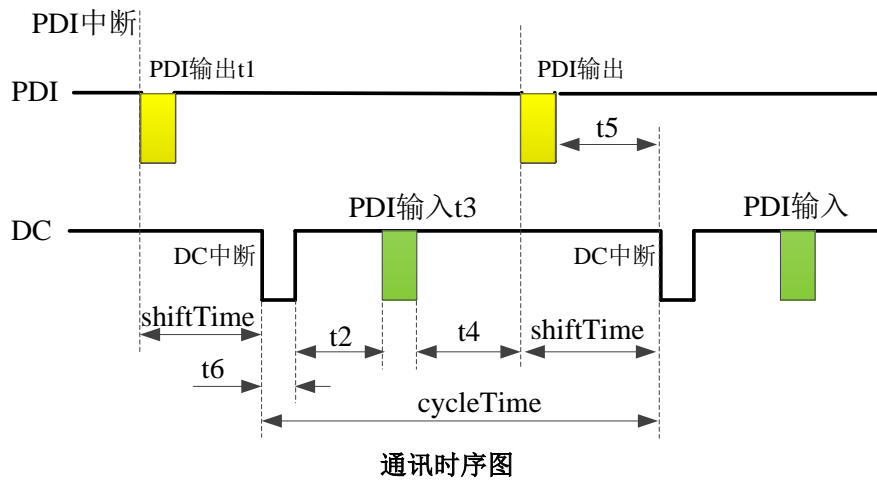 PDI中断
PDI输出t1
PDI输出
PDI
t5
PDI输入t3
PDI输入
DC
DC中断
DC中断
shiftTime
t2
t4
shiftTime
t6
cycleTime
通讯时序图